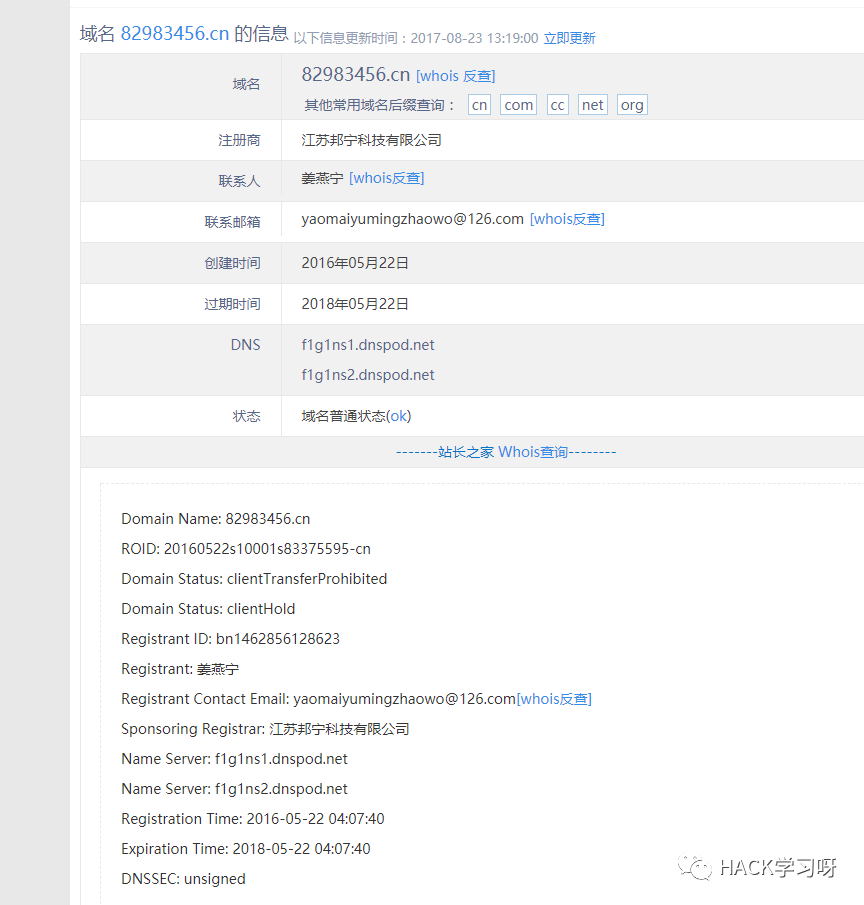 域名 82983456.cn 的信息 以下信息更新时间：2017-08-23 13:19:00 立即更新
域名 82983456.cn [whois 反查]
其他常用域名后缀查询： cn com cc net org
注册商 江苏邦宁科技有限公司
联系人 姜燕宁 [whois反查]
联系邮箱 yaomaiyumingzhaowo@126.com [whois反查]
创建时间 2016年05月22日
过期时间 2018年05月22日
DNS f1g1ns1.dnspod.net
f1g1ns2.dnspod.net
状态 域名普通状态(ok)
-------站长之家 Whois查询--------
Domain Name: 82983456.cn
ROID: 20160522s10001s83375595-cn
Domain Status: clientTransferProhibited
Domain Status: clientHold
Registrant ID: bn1462856128623
Registrant: 姜燕宁
Registrant Contact Email: yaomaiyumingzhaowo@126.com[whois反查]
Sponsoring Registrar: 江苏邦宁科技有限公司
Name Server: f1g1ns1.dnspod.net
Name Server: f1g1ns2.dnspod.net
Registration Time: 2016-05-22 04:07:40
Expiration Time: 2018-05-22 04:07:40
DNSSEC: unsigned
HACK学习呀